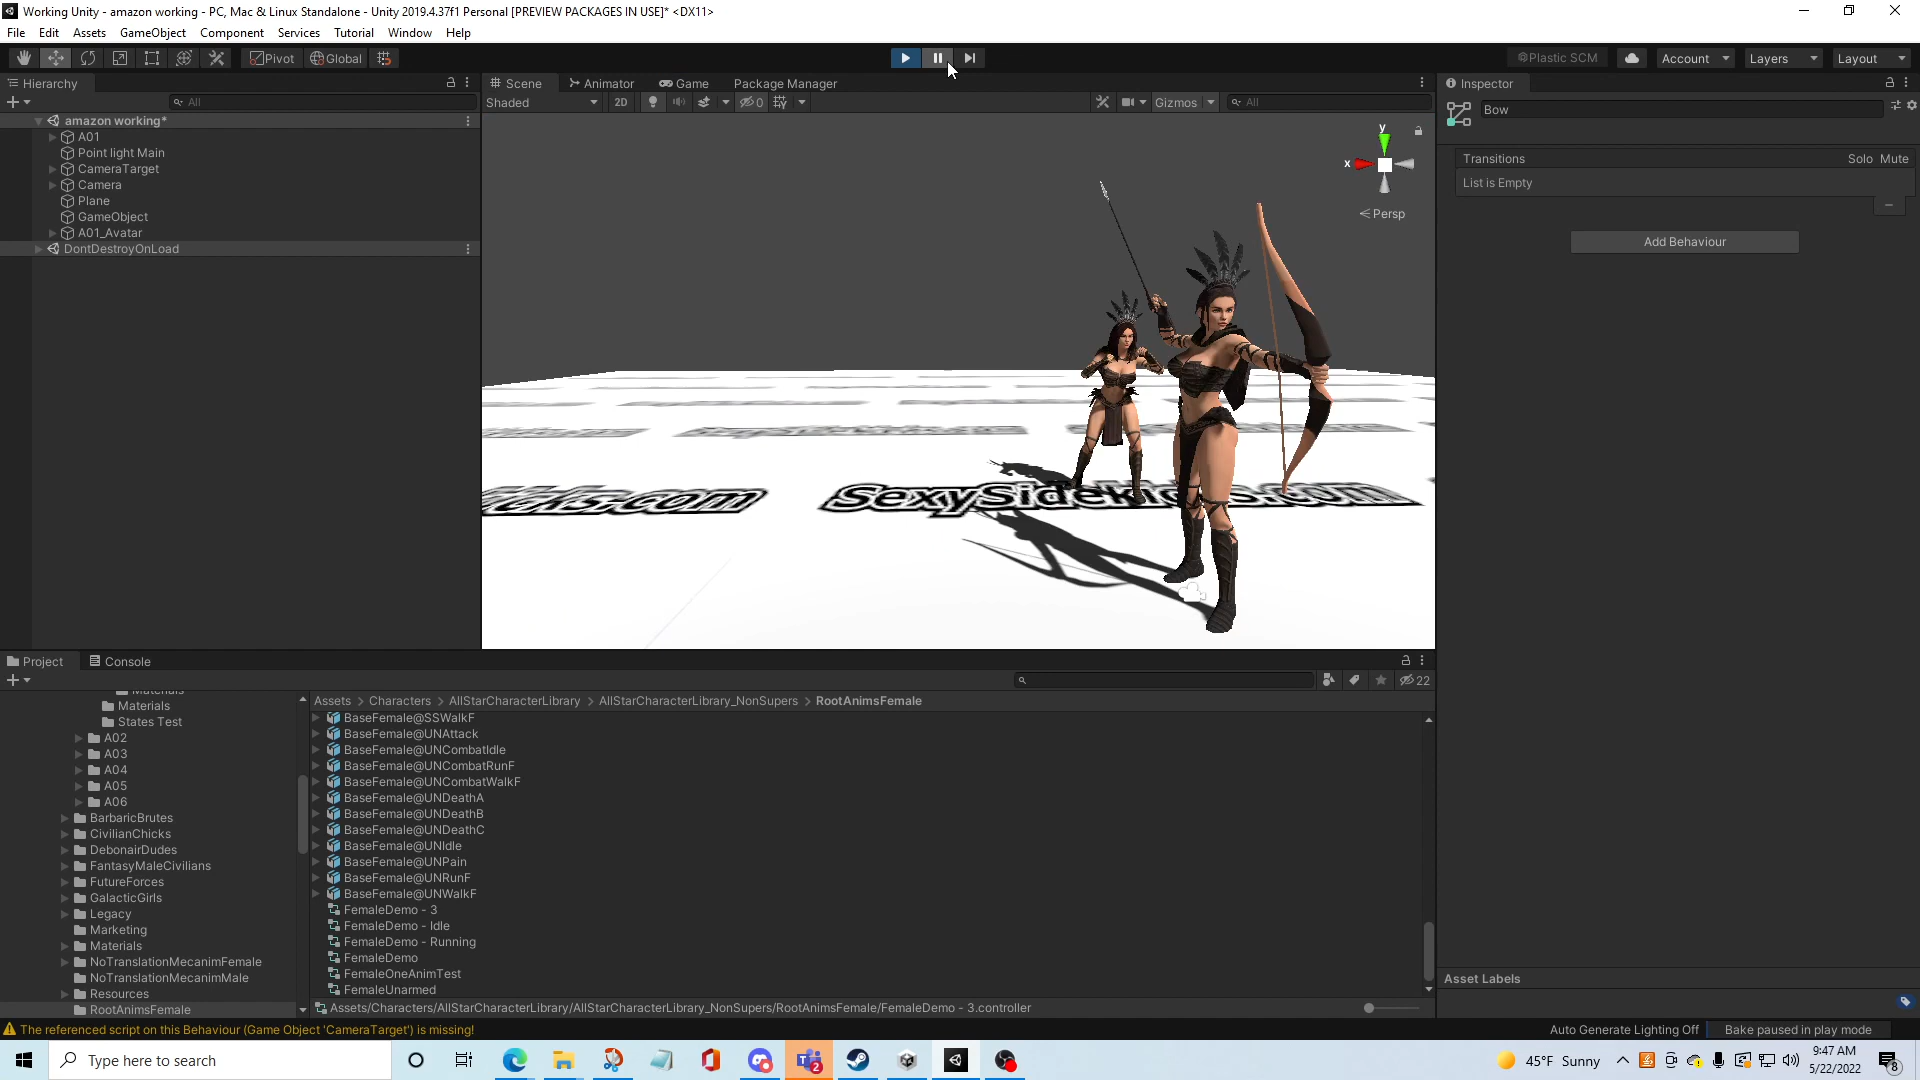 Working Unity - amazon working - PC, Mac & Linux Standalone - Unity 2019.4.37f1 Personal [PREVIEW PACKAGES IN USE]* <DX11>
File Edit Assets GameObject Component Services Tutorial Window Help
Pivot Global Plastic SCM Account Layers Layout
Hierarchy
All
amazon working*
A01
Point light Main
CameraTarget
Camera
Plane
GameObject
A01_Avatar
DontDestroyOnLoad
Scene Animator Game Package Manager
Shaded 2D 0 Gizmos All
y
x
Persp
SexySidekicks.com
Inspector
Bow
Transitions Solo Mute
List is Empty
Add Behaviour
Asset Labels
Project Console
22
Materials
Materials
States Test
A02
A03
A04
A05
A06
BarbaricBrutes
CivilianChicks
DebonairDudes
FantasyMaleCivilians
FutureForces
GalacticGirls
Legacy
Marketing
Materials
NoTranslationMecanimFemale
NoTranslationMecanimMale
Resources
RootAnimsFemale
Assets > Characters > AllStarCharacterLibrary > AllStarCharacterLibrary_NonSupers > RootAnimsFemale
BaseFemale@SSWalkF
BaseFemale@UNAttack
BaseFemale@UNCombatIdle
BaseFemale@UNCombatRunF
BaseFemale@UNCombatWalkF
BaseFemale@UNDeathA
BaseFemale@UNDeathB
BaseFemale@UNDeathC
BaseFemale@UNIdle
BaseFemale@UNPain
BaseFemale@UNRunF
BaseFemale@UNWalkF
FemaleDemo - 3
FemaleDemo - Idle
FemaleDemo - Running
FemaleDemo
FemaleOneAnimTest
FemaleUnarmed
Assets/Characters/AllStarCharacterLibrary/AllStarCharacterLibrary_NonSupers/RootAnimsFemale/FemaleDemo - 3.controller
The referenced script on this Behaviour (Game Object 'CameraTarget') is missing!
Auto Generate Lighting Off Bake paused in play mode
Type here to search
2
45°F Sunny
9:47 AM
5/22/2022
8